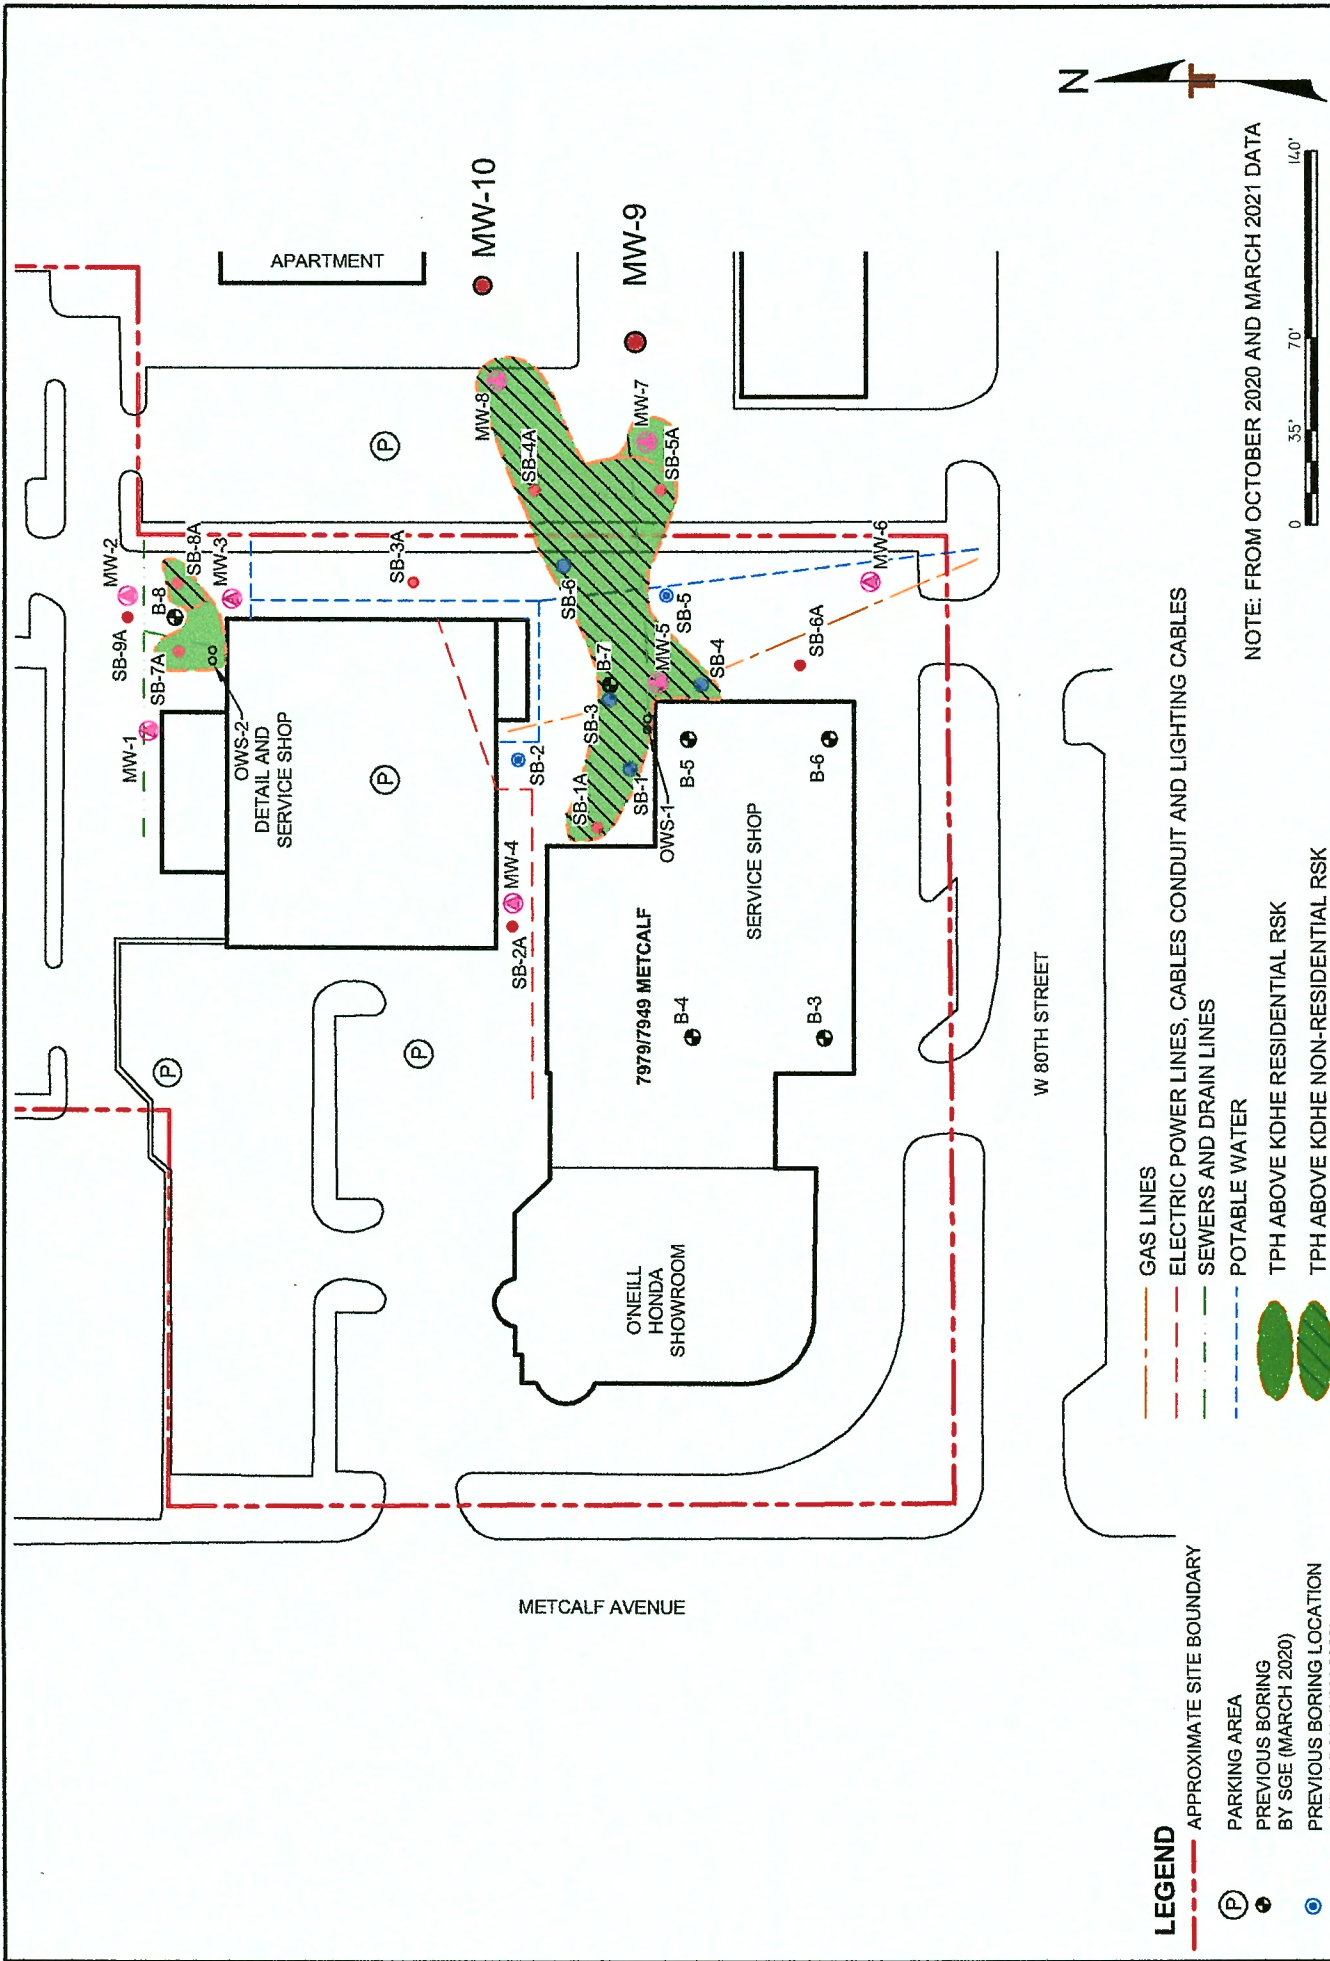 N
MW-2
SB-9A
B-8
SB-8A
SB-7A
MW-3
MW-1
OWS-2
DETAIL AND
SERVICE SHOP
P
P
P
P
APARTMENT
MW-10
MW-9
MW-8
SB-4A
MW-7
SB-5A
SB-3A
SB-6
SB-5
MW-6
B-7
MW-5
SB-4
SB-6A
SB-3
SB-2
SB-1A
SB-1
OWS-1
B-5
B-6
MW-4
SB-2A
SERVICE SHOP
7979/7949 METCALF
B-4
B-3
O'NEILL
HONDA
SHOWROOM
W 80TH STREET
METCALF AVENUE
NOTE: FROM OCTOBER 2020 AND MARCH 2021 DATA
0 35' 70' 140'
LEGEND
APPROXIMATE SITE BOUNDARY
PARKING AREA
P
PREVIOUS BORING
BY SGE (MARCH 2020)
PREVIOUS BORING LOCATION
GAS LINES
ELECTRIC POWER LINES, CABLES CONDUIT AND LIGHTING CABLES
SEWERS AND DRAIN LINES
POTABLE WATER
TPH ABOVE KDHE RESIDENTIAL RSK
TPH ABOVE KDHE NON-RESIDENTIAL RSK